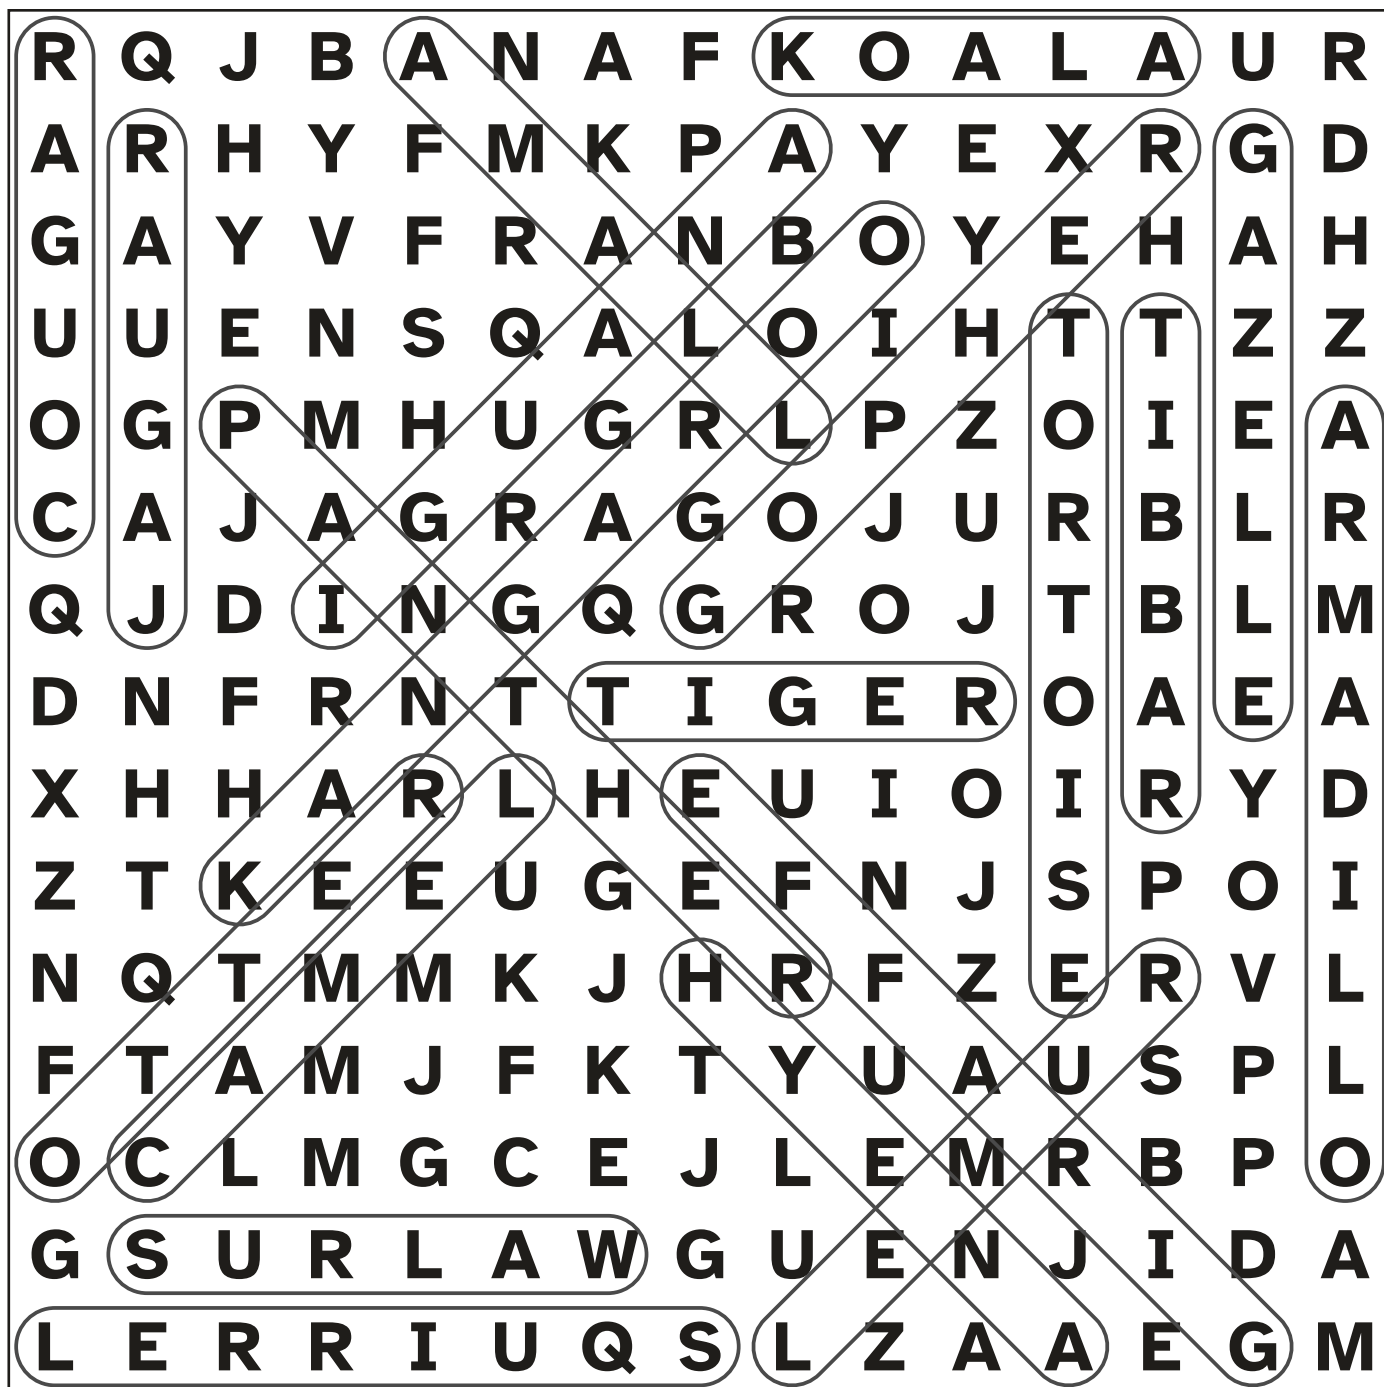 R Q J B A N A F K O A L A U R
A R H Y F M K P A Y E X R G D
G A Y V F R A N B O Y E H A H
U U E N S Q A L O I H T T Z Z
O G P M H U G R L P Z O I E A
C A J A G R A G O J U R B L R
Q J D I N G Q G R O J T B L M
D N F R N T T I G E R O A E A
X H H A R L H E U I O I R Y D
Z T K E E U G E F N J S P O I
N Q T M M K J H R F Z E R V L
F T A M J F K T Y U A U S P L
O C L M G C E J L E M R B P O
G S U R L A W G U E N J I D A
L E R R I U Q S L Z A A E G M